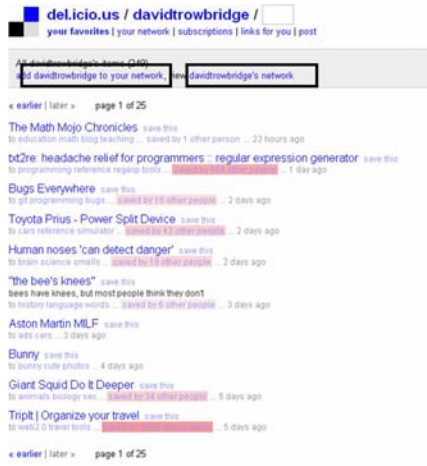 del.icio.us / davidtrowbridge /
your favorites | your network | subscriptions | links for you | post
All davidtrowbridge's items (249)
add davidtrowbridge to your network, view davidtrowbridge's network
« earlier | later » page 1 of 25
The Math Mojo Chronicles save this
to education math blog teaching ... saved by 1 other person ... 23 hours ago
txt2re: headache relief for programmers :: regular expression generator save this
to programming reference regexp tools ... saved by other people ... 1 day ago
Bugs Everywhere save this
to git programming bugs ... saved by 15 other people ... 2 days ago
Toyota Prius - Power Split Device save this
to cars reference simulator ... saved by 43 other people ... 2 days ago
Human noses 'can detect danger' save this
to brain science smells ... saved by 19 other people ... 2 days ago
"the bee's knees" save this
bees have knees, but most people think they don't
to history language words ... saved by 6 other people ... 3 days ago
Aston Martin MILF save this
to ads cars ... 3 days ago
Bunny save this
to bunny cute photos ... 4 days ago
Giant Squid Do It Deeper save this
to animals biology sex ... saved by 34 other people ... 5 days ago
TripIt | Organize your travel save this
to web2.0 travel tools ... 5 days ago
« earlier | later » page 1 of 25